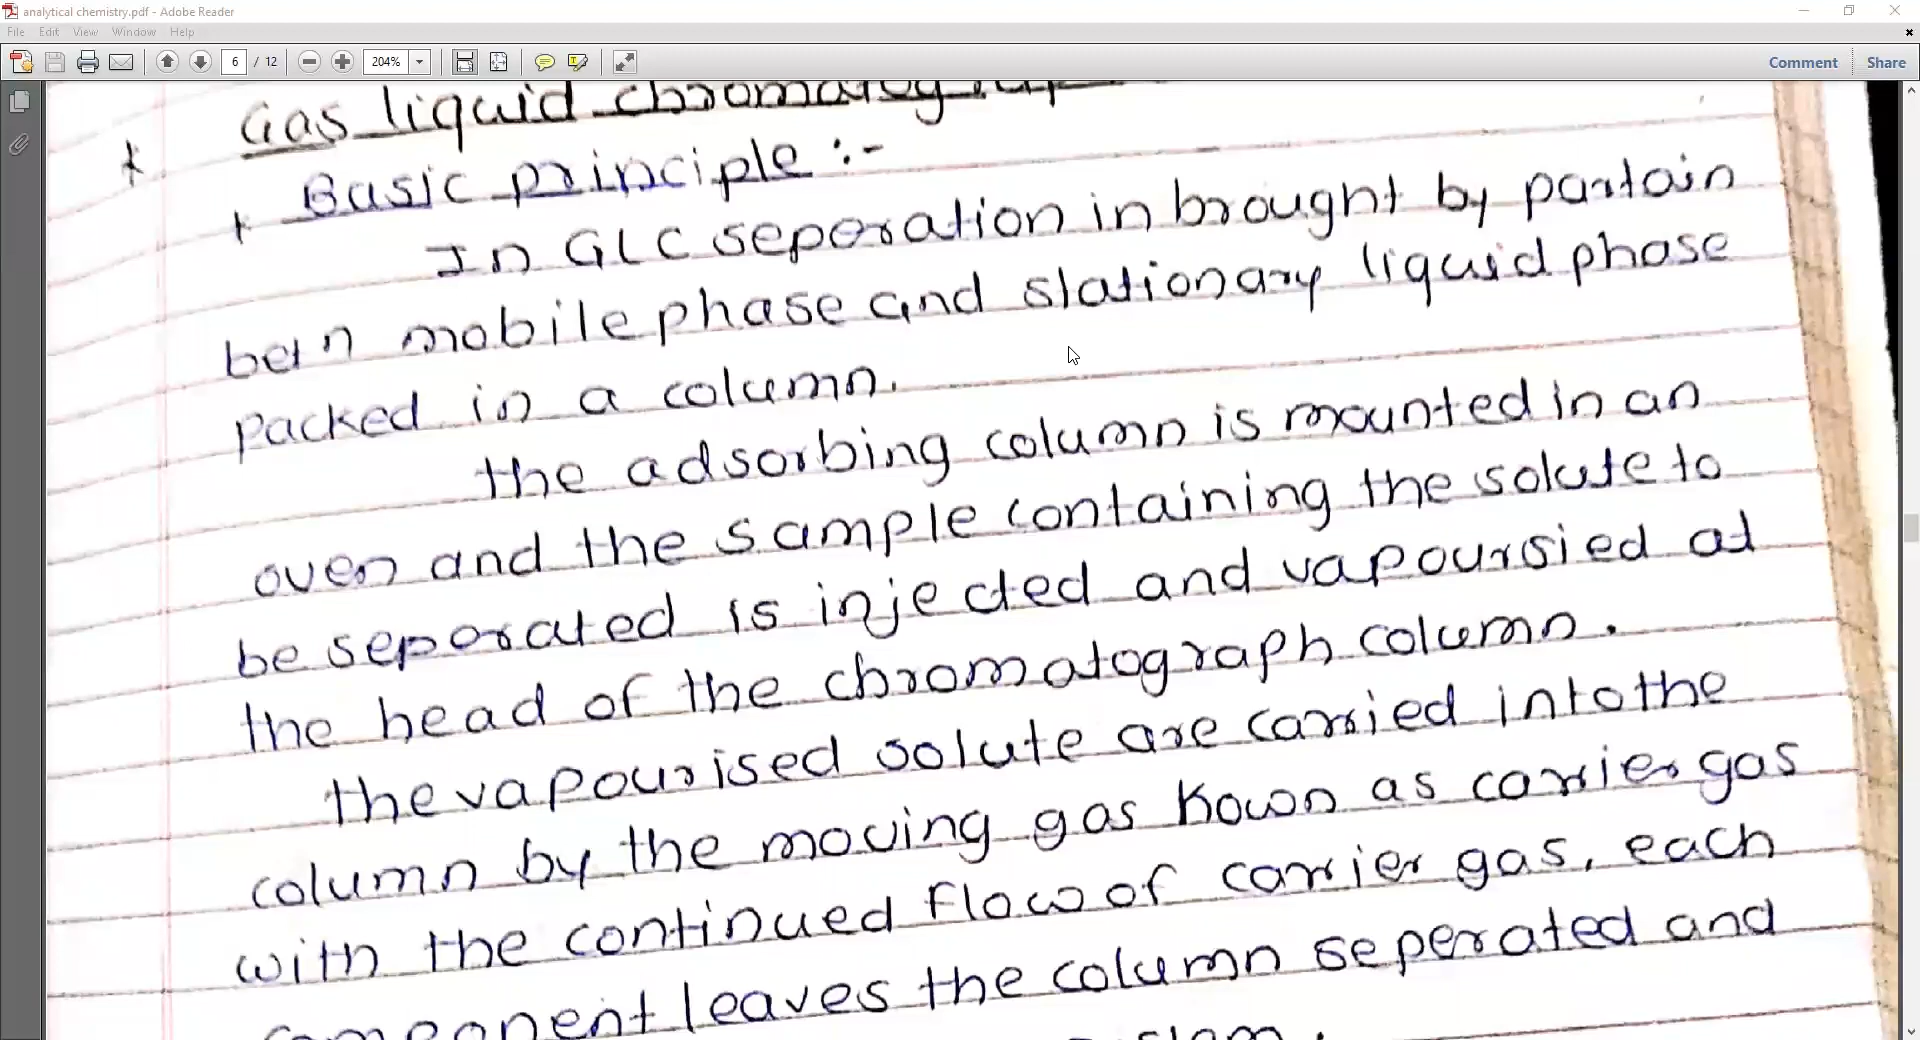 analytical chemistry.pdf - Adobe Reader
File Edit View Window Help
6 / 12 204% Comment Share
Gas liquid
Basic principle :-
In GLC seperation in brought by partoin
betn mobile phase and stationary liquid phase
packed in a column.
the adsorbing column is mounted in an
oven and the sample containing the solute to
be seperated is injected and vapoursied at
the head of the chromatograph column.
the vapourised solute are carried into the
column by the moving gas Kown as carrier gas
with the continued flow of carrier gas, each
component leaves the column seperated and